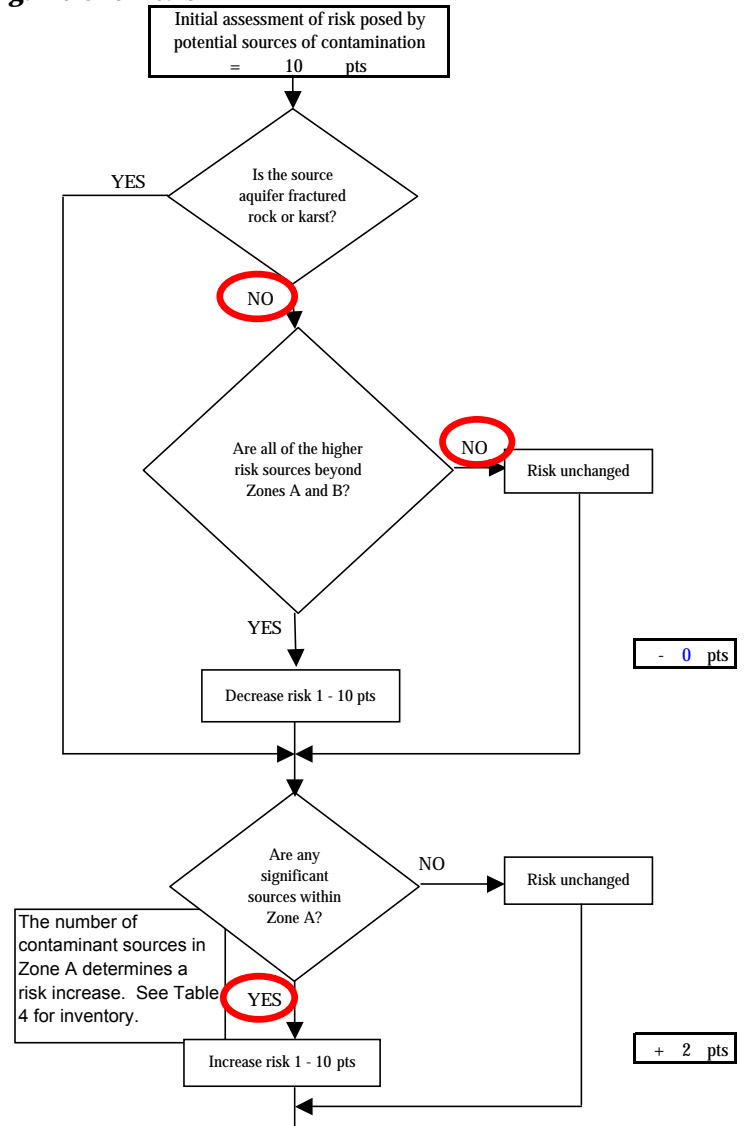 Initial assessment of risk posed by
potential sources of contamination
= 10 pts
YES
Is the source
aquifer fractured
rock or karst?
NO
Are all of the higher
risk sources beyond
Zones A and B?
NO
Risk unchanged
YES
- 0 pts
Decrease risk 1 - 10 pts
Are any
significant
sources within
Zone A?
NO
Risk unchanged
The number of
contaminant sources in
Zone A determines a
risk increase. See Table
4 for inventory.
YES
Increase risk 1 - 10 pts
+ 2 pts